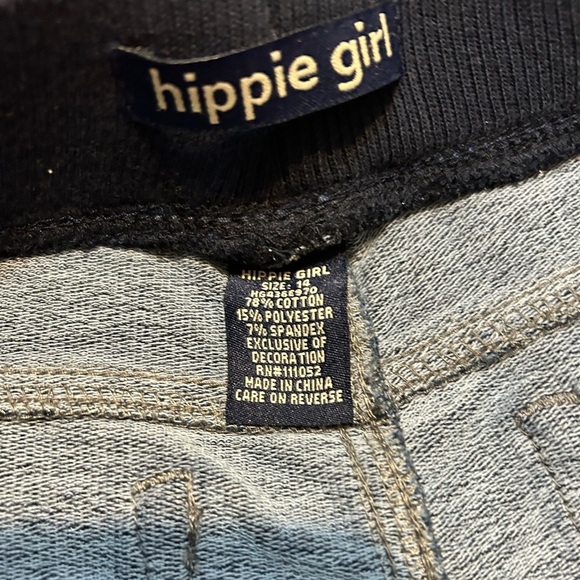 hippie girl
HIPPIE GIRL
SIZE: 14
HG436E970
78% COTTON
15% POLYESTER
7% SPANDEX
EXCLUSIVE OF
DECORATION
RN#111052
MADE IN CHINA
CARE ON REVERSE